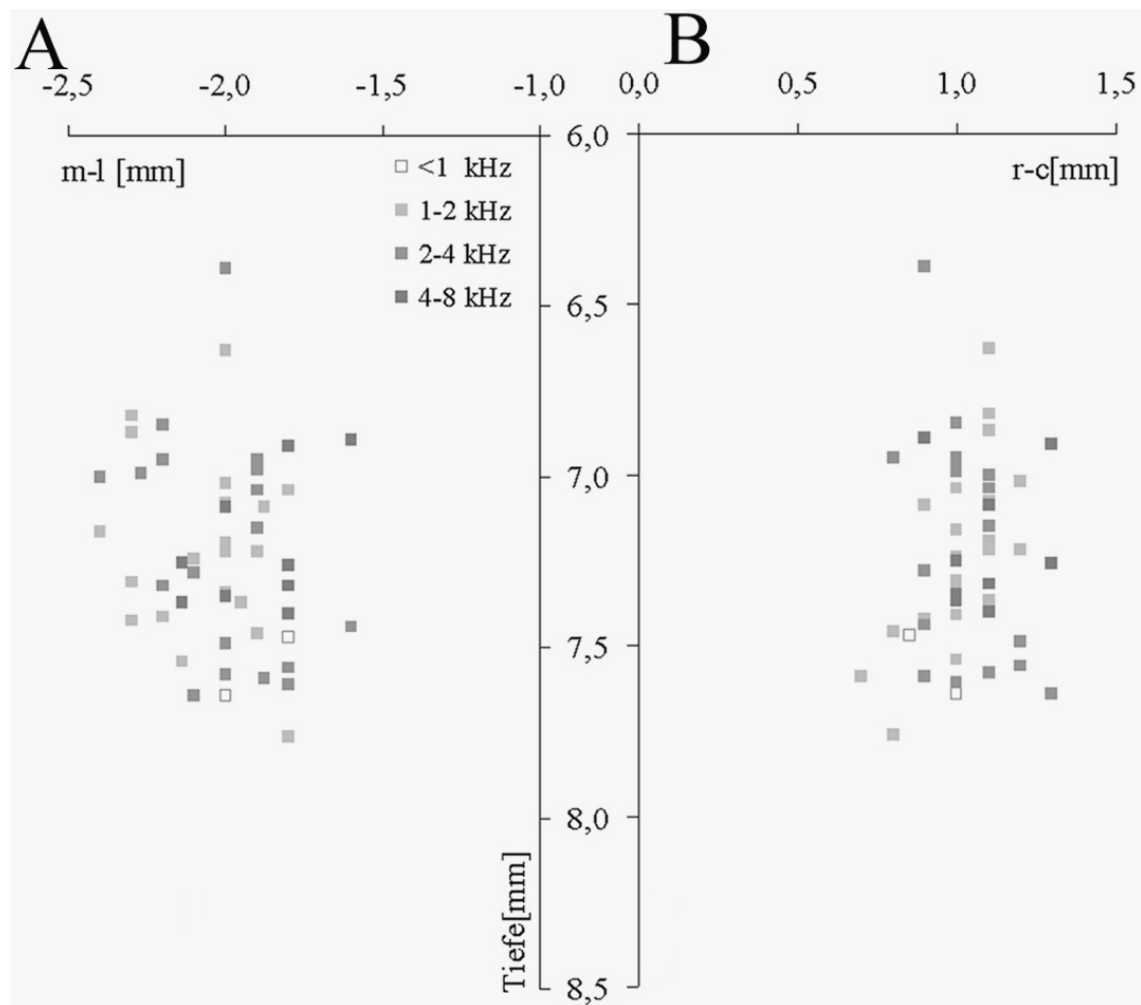 A
B
-2,5 -2,0 -1,5 -1,0
0,0 0,5 1,0 1,5
m-l [mm]
r-c[mm]
<1 kHz
1-2 kHz
2-4 kHz
4-8 kHz
6,0
6,5
7,0
7,5
8,0
8,5
Tiefe[mm]